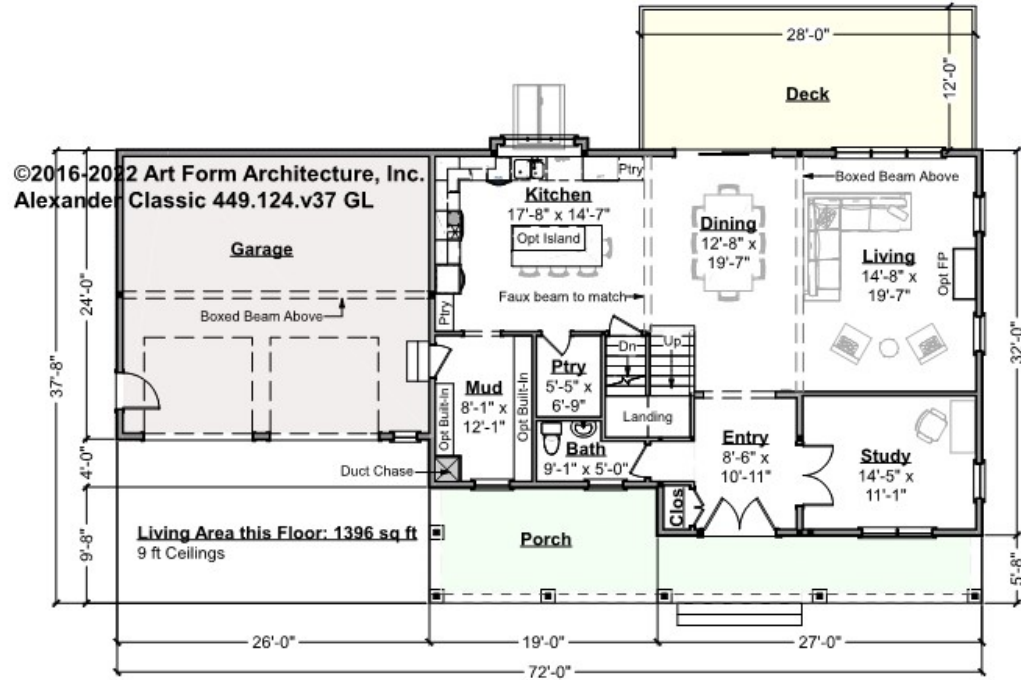 28'-0"
12'-0"
Deck
©2016-2022 Art Form Architecture, Inc.
Alexander Classic 449.124.v37 GL
Ptry
Boxed Beam Above
Kitchen
17'-8" x 14'-7"
Opt Island
Dining
12'-8" x
19'-7"
Living
14'-8" x
19'-7"
Opt FP
Garage
Boxed Beam Above
Faux beam to match
Ptry
24'-0"
37'-8"
32'-0"
Dn
Up
Landing
Mud
8'-1" x
12'-1"
Opt Built-In
Opt Built-In
Ptry
5'-5" x
6'-9"
Bath
9'-1" x 5'-0"
Entry
8'-6" x
10'-11"
Study
14'-5" x
11'-1"
Duct Chase
4'-0"
Clos
Living Area this Floor: 1396 sq ft
9 ft Ceilings
Porch
9'-8"
5'-8"
26'-0"
19'-0"
27'-0"
72'-0"